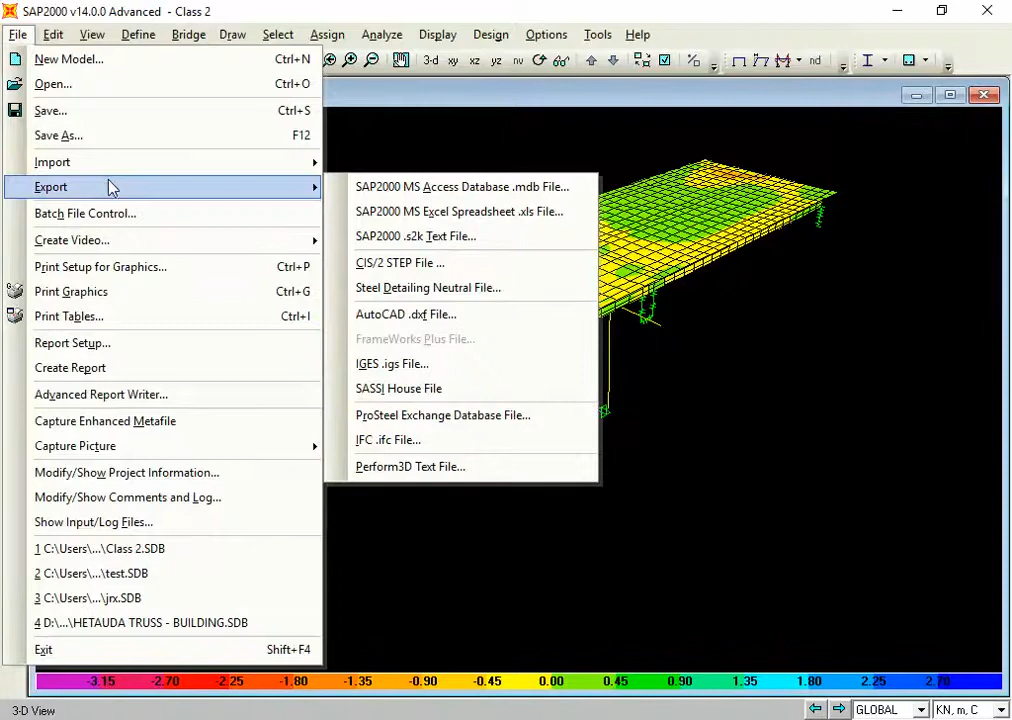 SAP2000 v14.0.0 Advanced - Class 2
File Edit View Define Bridge Draw Select Assign Analyze Display Design Options Tools Help
3-d xy xz yz nv nd
New Model... Ctrl+N
Open... Ctrl+O
Save... Ctrl+S
Save As... F12
Import
Export
Batch File Control...
Create Video...
Print Setup for Graphics... Ctrl+P
Print Graphics Ctrl+G
Print Tables... Ctrl+I
Report Setup...
Create Report
Advanced Report Writer...
Capture Enhanced Metafile
Capture Picture
Modify/Show Project Information...
Modify/Show Comments and Log...
Show Input/Log Files...
1 C:\Users\...\Class 2.SDB
2 C:\Users\...\test.SDB
3 C:\Users\...\jrx.SDB
4 D:\...\HETAUDA TRUSS - BUILDING.SDB
Exit Shift+F4
SAP2000 MS Access Database .mdb File...
SAP2000 MS Excel Spreadsheet .xls File...
SAP2000 .s2k Text File...
CIS/2 STEP File ...
Steel Detailing Neutral File...
AutoCAD .dxf File...
FrameWorks Plus File...
IGES .igs File...
SASSI House File
ProSteel Exchange Database File...
IFC .ifc File...
Perform3D Text File...
-3.15 -2.70 -2.25 -1.80 -1.35 -0.90 -0.45 0.00 0.45 0.90 1.35 1.80 2.25 2.70
3-D View GLOBAL KN, m, C